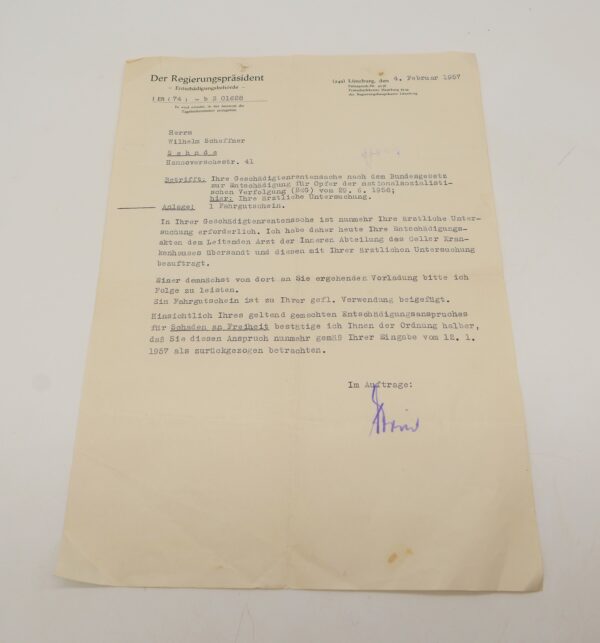 Der Regierungspräsident
- Entschädigungsbehörde -
(24a) Lüneburg, den 4. Februar 1957
Herrn
Wilhelm Scheffner
Sehnde
Hannoverschestr. 41
Betrifft: Ihre Geschädigtenrentensache nach dem Bundesgesetz
zur Entschädigung für Opfer der nationalsozialisti-
schen Verfolgung (BEG) vom 29. 6. 1956;
hier: Ihre ärztliche Untersuchung.
Anlage: 1 Fahrgutschein.
In Ihrer Geschädigtenrentensache ist nunmehr Ihre ärztliche Unter-
suchung erforderlich. Ich habe daher heute Ihre Entschädigungs-
akten dem Leitenden Arzt der Inneren Abteilung des Celler Kran-
kenhauses übersandt und diesen mit Ihrer ärztlichen Untersuchung
beauftragt.
Einer demnächst von dort an Sie ergehenden Vorladung bitte ich
Folge zu leisten.
Ein Fahrgutschein ist zu Ihrer gefl. Verwendung beigefügt.
Hinsichtlich Ihres geltend gemachten Entschädigungsanspruches
für Schaden an Freiheit bestätige ich Ihnen der Ordnung halber,
daß Sie diesen Anspruch nunmehr gemäß Ihrer Eingabe vom 12. 1.
1957 als zurückgezogen betrachten.
Im Auftrage: